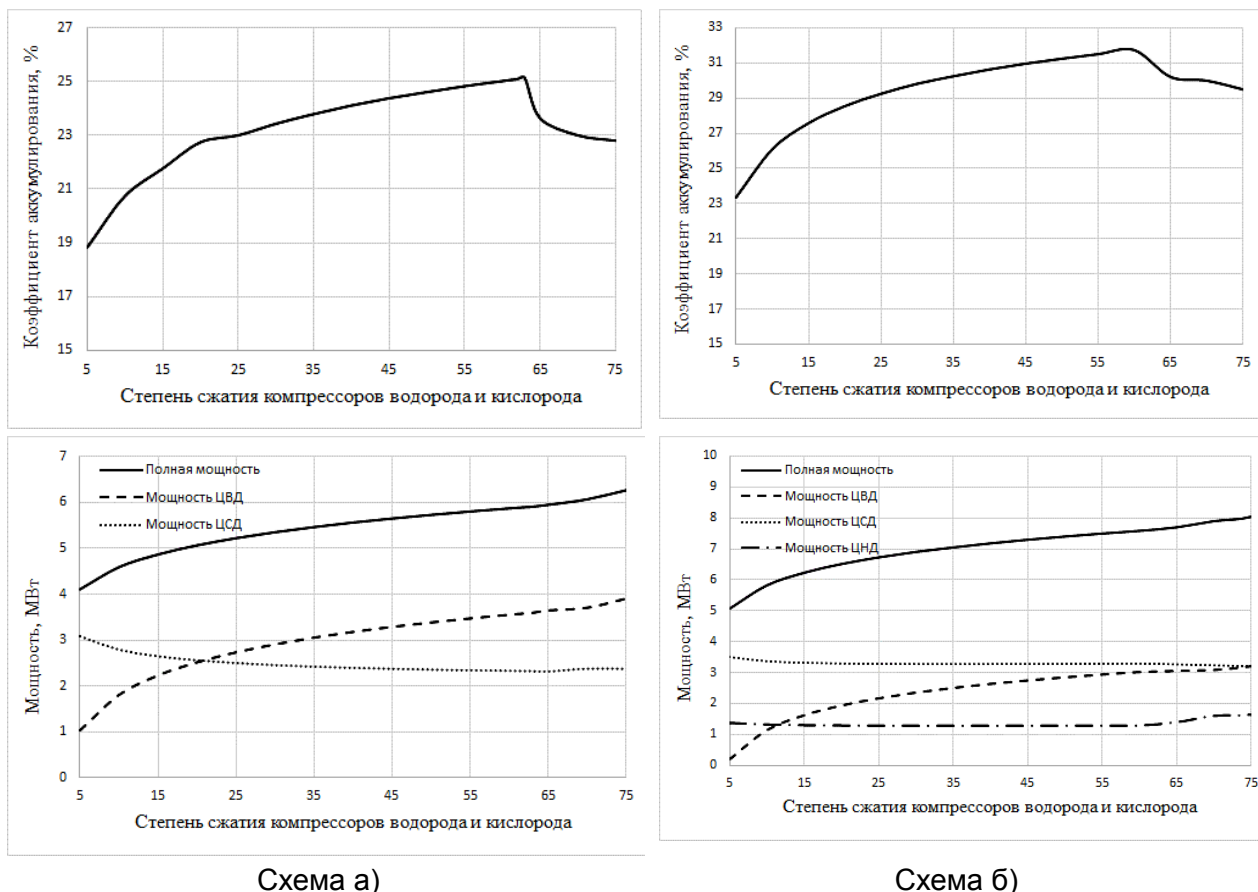 27
25
23
21
19
17
15
Коэффициент аккумулирования, %
5 15 25 35 45 55 65 75
Степень сжатия компрессоров водорода и кислорода
33
31
29
27
25
23
21
19
17
15
Коэффициент аккумулирования, %
5 15 25 35 45 55 65 75
Степень сжатия компрессоров водорода и кислорода
7
6
5
4
3
2
1
0
Мощность, МВт
Полная мощность
Мощность ЦВД
Мощность ЦСД
5 15 25 35 45 55 65 75
Степень сжатия компрессоров водорода и кислорода
10
9
8
7
6
5
4
3
2
1
0
Мощность, МВт
Полная мощность
Мощность ЦВД
Мощность ЦСД
Мощность ЦНД
5 15 25 35 45 55 65 75
Степень сжатия компрессоров водорода и кислорода
Схема а)
Схема б)